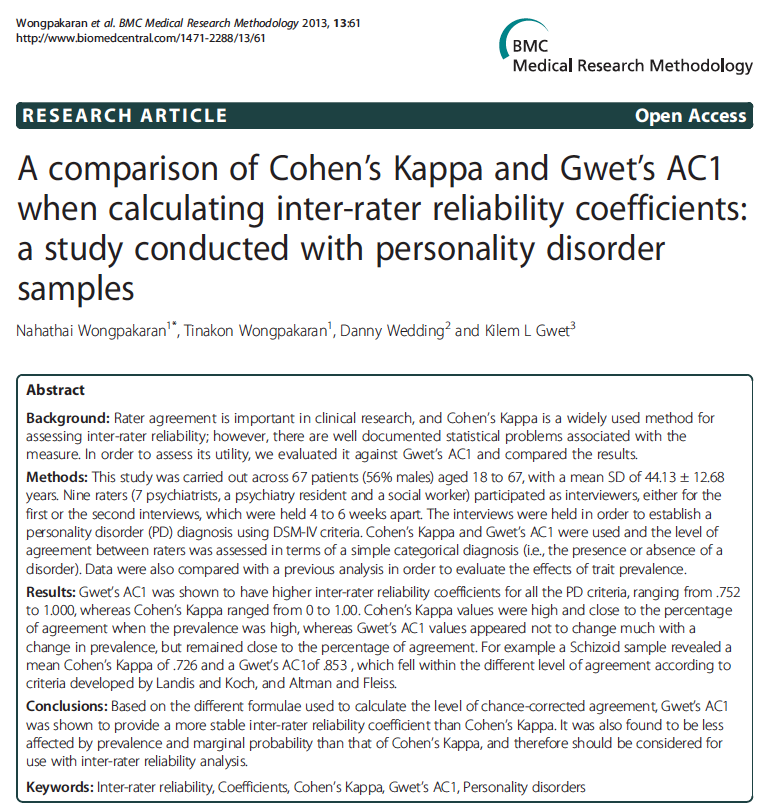 Wongpakaran et al. BMC Medical Research Methodology 2013, 13:61
http://www.biomedcentral.com/1471-2288/13/61
BMC
Medical Research Methodology
RESEARCH ARTICLE Open Access
A comparison of Cohen's Kappa and Gwet's AC1
when calculating inter-rater reliability coefficients:
a study conducted with personality disorder
samples
Nahathai Wongpakaran1*, Tinakon Wongpakaran1, Danny Wedding2 and Kilem L Gwet3
Abstract
Background: Rater agreement is important in clinical research, and Cohen's Kappa is a widely used method for
assessing inter-rater reliability; however, there are well documented statistical problems associated with the
measure. In order to assess its utility, we evaluated it against Gwet's AC1 and compared the results.
Methods: This study was carried out across 67 patients (56% males) aged 18 to 67, with a mean SD of 44.13 ± 12.68
years. Nine raters (7 psychiatrists, a psychiatry resident and a social worker) participated as interviewers, either for the
first or the second interviews, which were held 4 to 6 weeks apart. The interviews were held in order to establish a
personality disorder (PD) diagnosis using DSM-IV criteria. Cohen's Kappa and Gwet's AC1 were used and the level of
agreement between raters was assessed in terms of a simple categorical diagnosis (i.e., the presence or absence of a
disorder). Data were also compared with a previous analysis in order to evaluate the effects of trait prevalence.
Results: Gwet's AC1 was shown to have higher inter-rater reliability coefficients for all the PD criteria, ranging from .752
to 1.000, whereas Cohen's Kappa ranged from 0 to 1.00. Cohen's Kappa values were high and close to the percentage
of agreement when the prevalence was high, whereas Gwet's AC1 values appeared not to change much with a
change in prevalence, but remained close to the percentage of agreement. For example a Schizoid sample revealed a
mean Cohen's Kappa of .726 and a Gwet's AC1of .853 , which fell within the different level of agreement according to
criteria developed by Landis and Koch, and Altman and Fleiss.
Conclusions: Based on the different formulae used to calculate the level of chance-corrected agreement, Gwet's AC1
was shown to provide a more stable inter-rater reliability coefficient than Cohen's Kappa. It was also found to be less
affected by prevalence and marginal probability than that of Cohen's Kappa, and therefore should be considered for
use with inter-rater reliability analysis.
Keywords: Inter-rater reliability, Coefficients, Cohen's Kappa, Gwet's AC1, Personality disorders